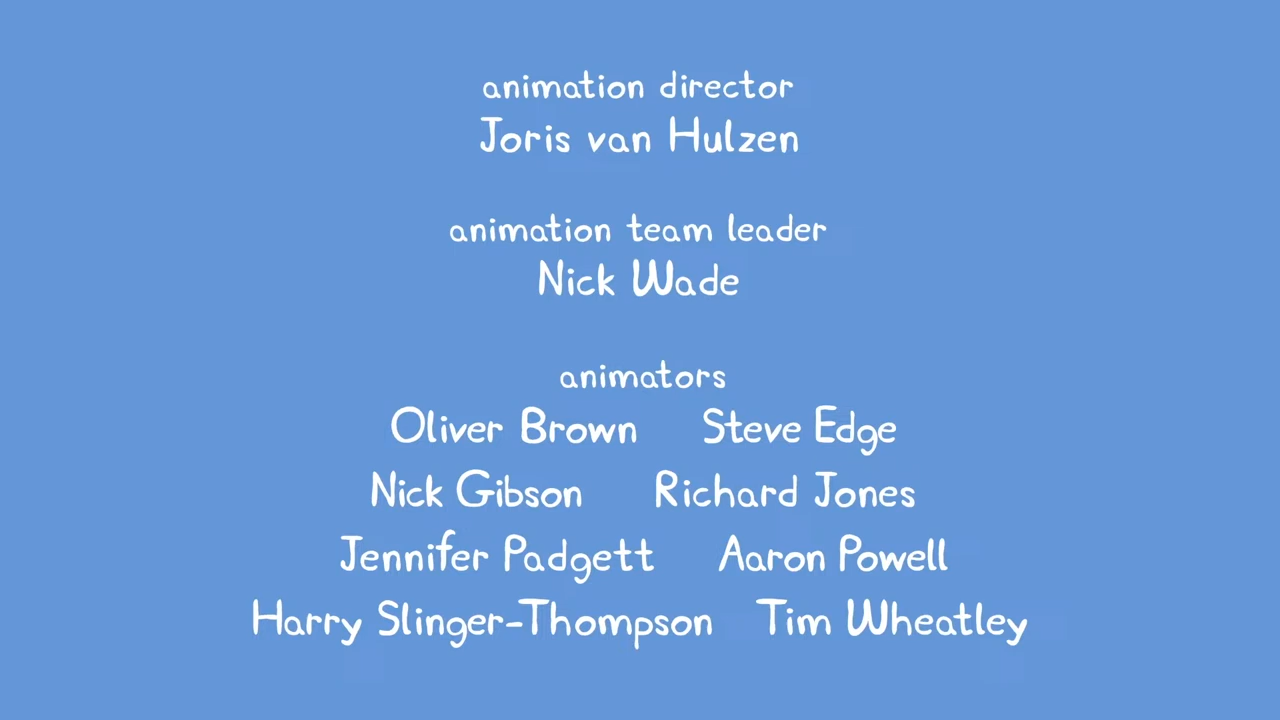 animation director
Joris van Hulzen
animation team leader
Nick Wade
animators
Oliver Brown Steve Edge
Nick Gibson Richard Jones
Jennifer Padgett Aaron Powell
Harry Slinger-Thompson Tim Wheatley